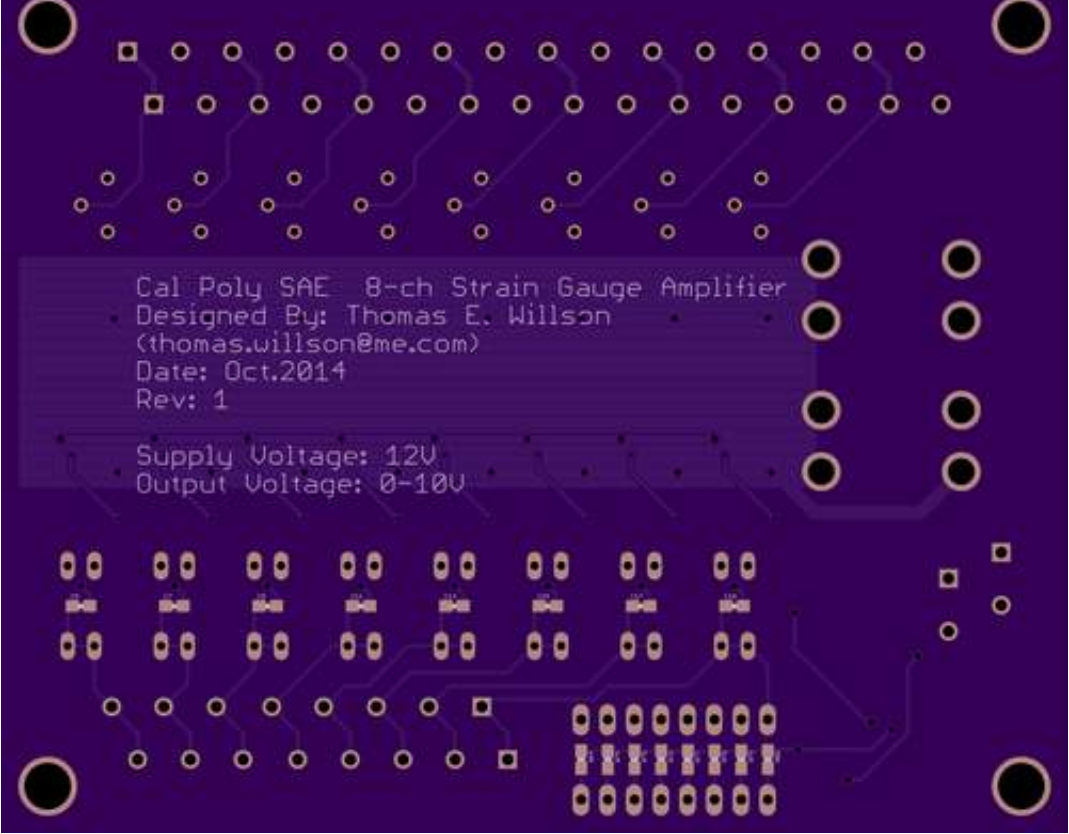 Cal Poly SAE  8-ch Strain Gauge Amplifier
Designed By: Thomas E. Willson
(thomas.willson@me.com)
Date: Oct.2014
Rev: 1
Supply Voltage: 12V
Output Voltage: 0-10V